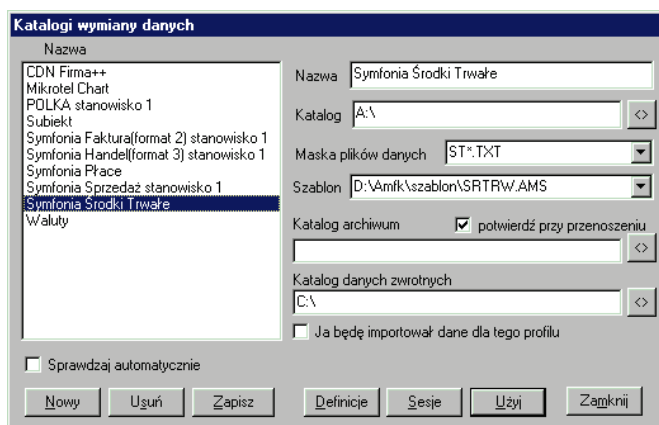 Katalogi wymiany danych
Nazwa
CDN Firma++
Mikrotel Chart
POLKA stanowisko 1
Subiekt
Symfonia Faktura(format 2) stanowisko 1
Symfonia Handel(format 3) stanowisko 1
Symfonia Płace
Symfonia Sprzedaż stanowisko 1
Symfonia Środki Trwałe
Waluty
Sprawdzaj automatycznie
Nowy Usuń Zapisz
Nazwa Symfonia Środki Trwałe
Katalog A:\ <>
Maska plików danych ST*.TXT
Szablon D:\Amfk\szablon\SRTRW.AMS
Katalog archiwum potwierdź przy przenoszeniu
<>
Katalog danych zwrotnych
C:\ <>
Ja będę importował dane dla tego profilu
Definicje Sesje Użyj Zamknij